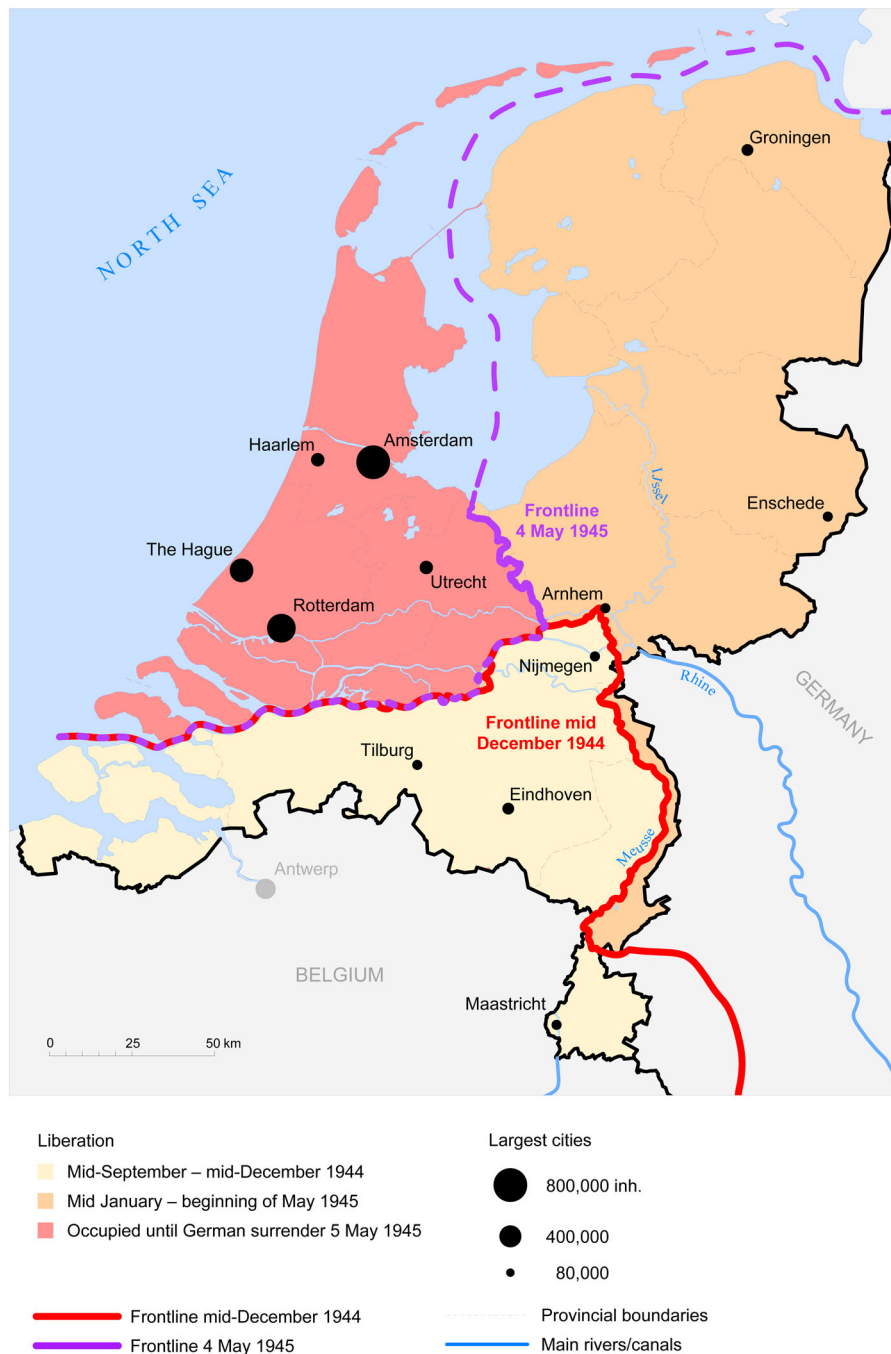 Groningen
NORTH SEA
Haarlem
Amsterdam
IJssel
Enschede
Frontline
4 May 1945
The Hague
Utrecht
Arnhem
Rotterdam
Nijmegen
Rhine
GERMANY
Frontline mid
December 1944
Tilburg
Eindhoven
Meusse
Antwerp
BELGIUM
Maastricht
0 25 50 km
Liberation
Mid-September – mid-December 1944
Mid January – beginning of May 1945
Occupied until German surrender 5 May 1945
Largest cities
800,000 inh.
400,000
80,000
Frontline mid-December 1944
Frontline 4 May 1945
Provincial boundaries
Main rivers/canals